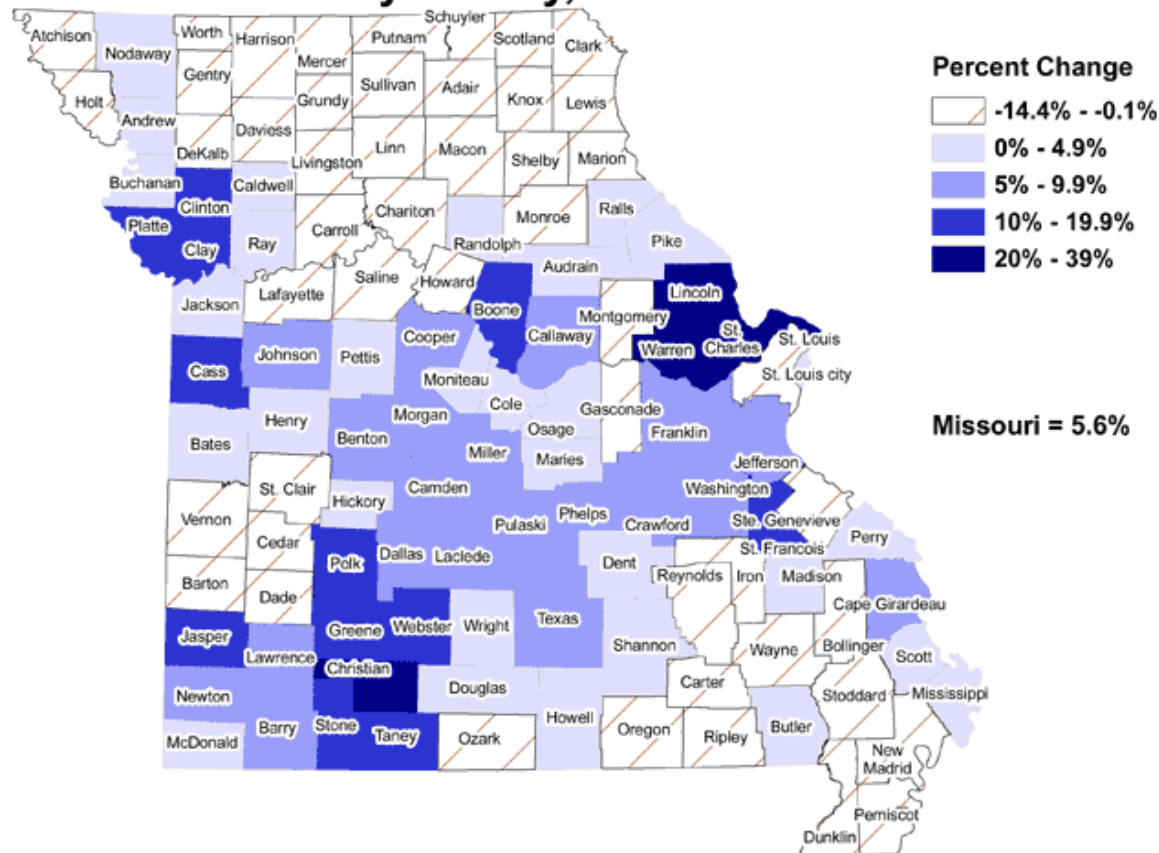 Schuyler
Atchison
Nodaway
Worth
Harrison
Mercer
Putnam
Scotland
Clark
Gentry
Sullivan
Adair
Knox
Lewis
Holt
Grundy
Andrew
Daviess
DeKalb
Livingston
Linn
Macon
Shelby
Marion
Buchanan
Clinton
Caldwell
Chariton
Monroe
Ralls
Platte
Clay
Ray
Carroll
Randolph
Pike
Audrain
Saline
Howard
Lafayette
Jackson
Boone
Lincoln
Montgomery
Callaway
Cooper
St.
Charles
St. Louis
Warren
Johnson
Pettis
Cass
St. Louis city
Moniteau
Cole
Gasconade
Henry
Morgan
Osage
Franklin
Bates
Benton
Miller
Maries
Jefferson
St. Clair
Camden
Washington
Hickory
Vernon
Phelps
Pulaski
Crawford
Ste. Genevieve
Perry
Cedar
St. Francois
Polk
Dallas
Laclede
Dent
Reynolds
Iron
Madison
Barton
Dade
Cape Girardeau
Texas
Webster
Wright
Greene
Jasper
Shannon
Wayne
Bollinger
Lawrence
Scott
Christian
Carter
Douglas
Stoddard
Mississippi
Newton
Howell
Stone
Barry
Taney
Ozark
Oregon
Ripley
Butler
McDonald
New
Madrid
Pemiscot
Dunklin
Percent Change
-14.4% - -0.1%
0% - 4.9%
5% - 9.9%
10% - 19.9%
20% - 39%
Missouri = 5.6%